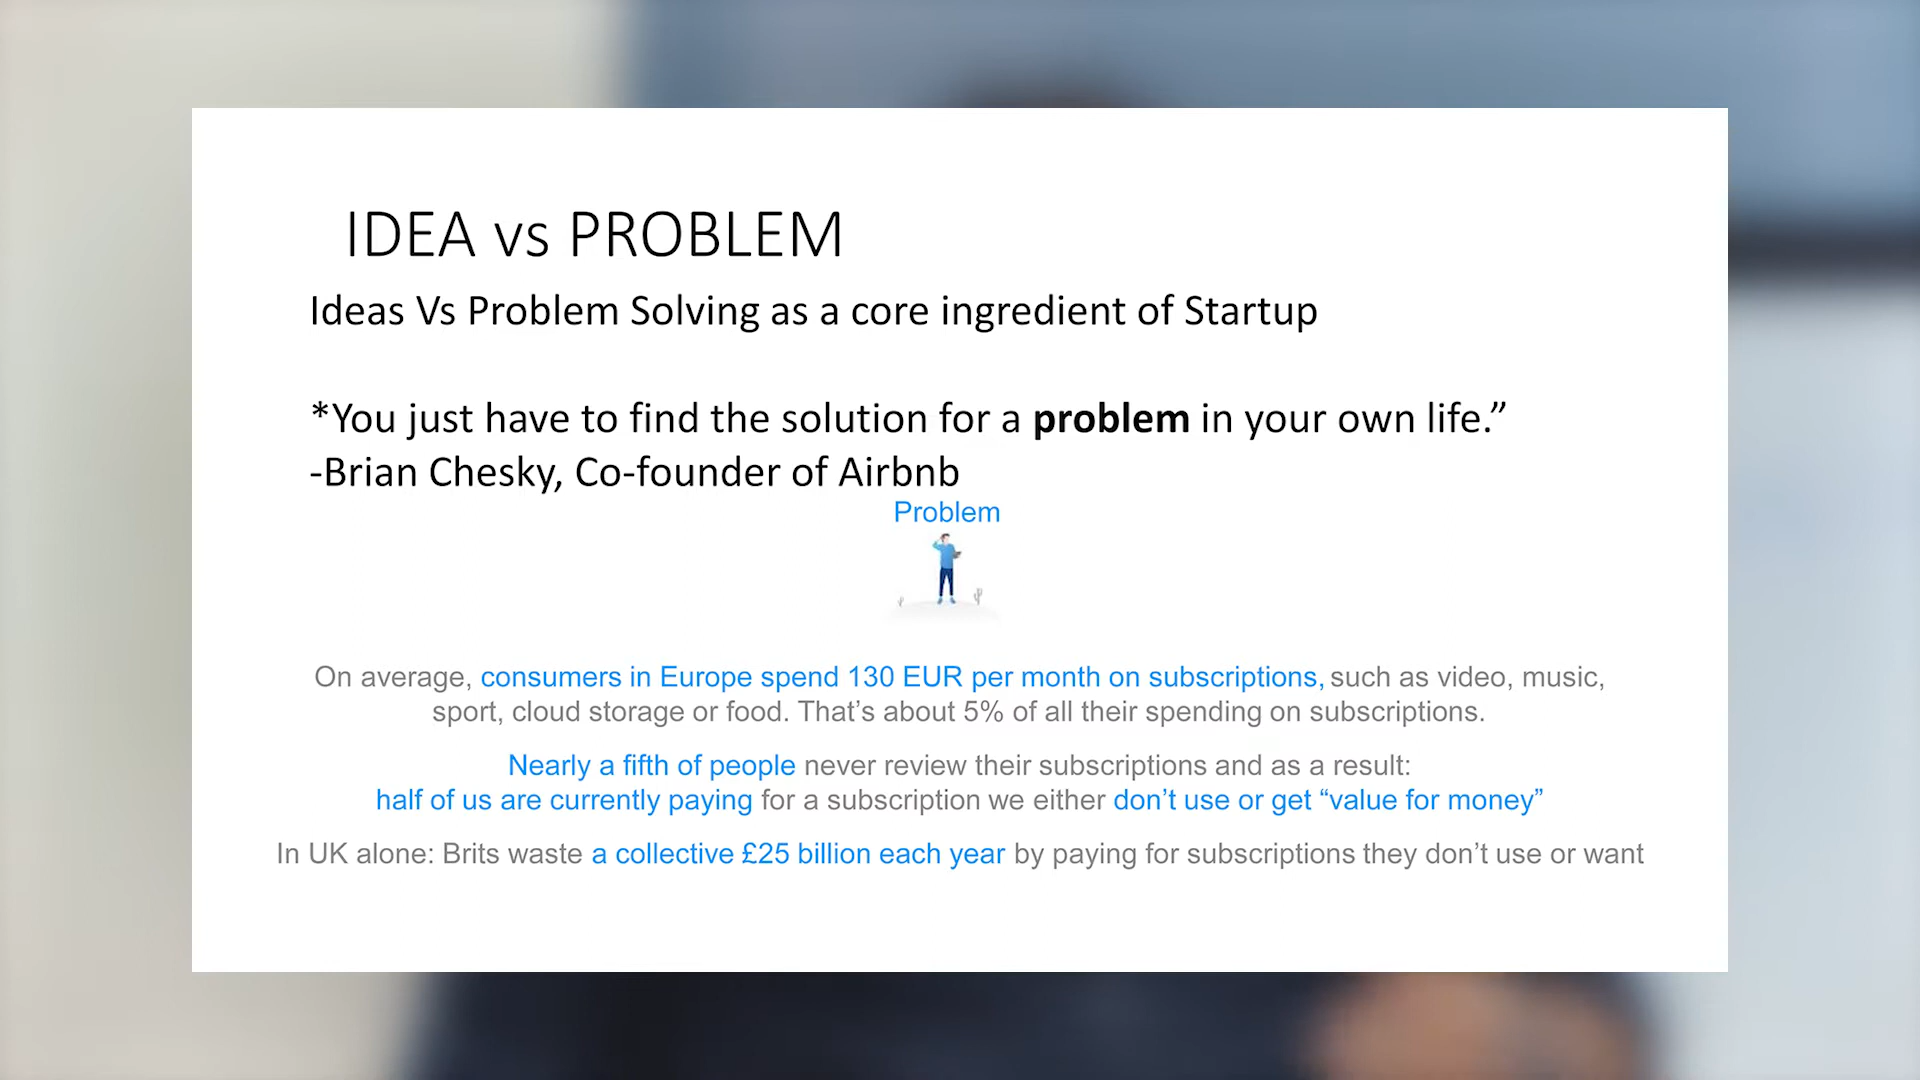 IDEA vs PROBLEM
Ideas Vs Problem Solving as a core ingredient of Startup
*You just have to find the solution for a problem in your own life.”
-Brian Chesky, Co-founder of Airbnb
Problem
On average, consumers in Europe spend 130 EUR per month on subscriptions, such as video, music,
sport, cloud storage or food. That’s about 5% of all their spending on subscriptions.
Nearly a fifth of people never review their subscriptions and as a result:
half of us are currently paying for a subscription we either don’t use or get “value for money”
In UK alone: Brits waste a collective £25 billion each year by paying for subscriptions they don’t use or want